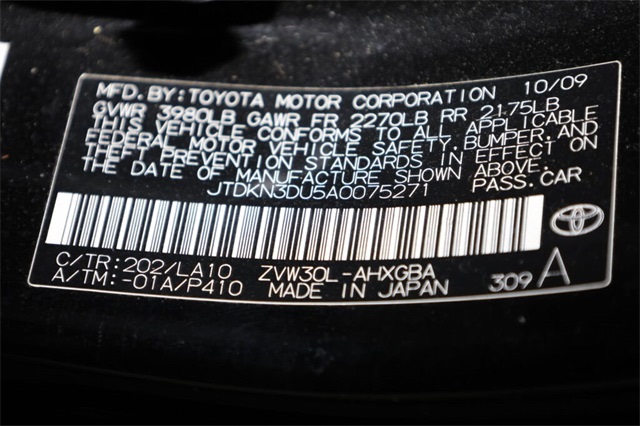 MFD. BY: TOYOTA MOTOR CORPORATION 10/09
GVWR 3980LB GAWR FR 2270LB RR 2175LB
THIS VEHICLE CONFORMS TO ALL APPLICABLE
FEDERAL MOTOR VEHICLE SAFETY, BUMPER, AND
THEFT PREVENTION STANDARDS IN EFFECT ON
THE DATE OF MANUFACTURE SHOWN ABOVE.
JTDKN3DU5A0075271 PASS. CAR
C/TR: 202/LA10 ZVW30L-AHXGBA
A/TM: -01A/P410 MADE IN JAPAN 309 A